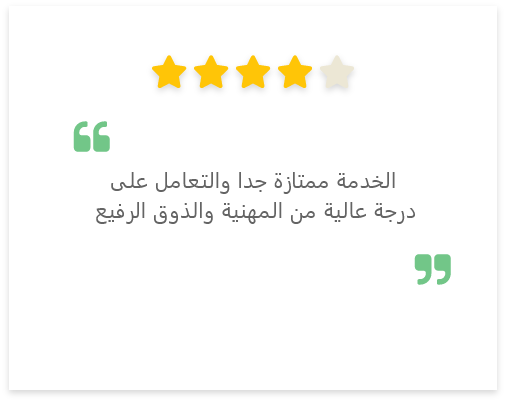 الخدمة ممتازة جدا والتعامل على
درجة عالية من المهنية والذوق الرفيع